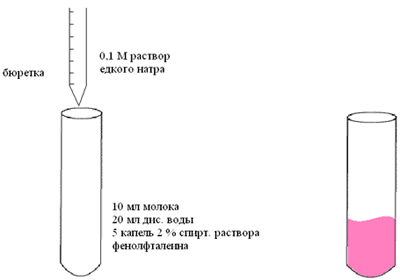 0,1 М раствор
едкого натра
бюретка
10 мл молока
20 мл дис. воды
5 капель 2 % спирт. раствора
фенолфталеина